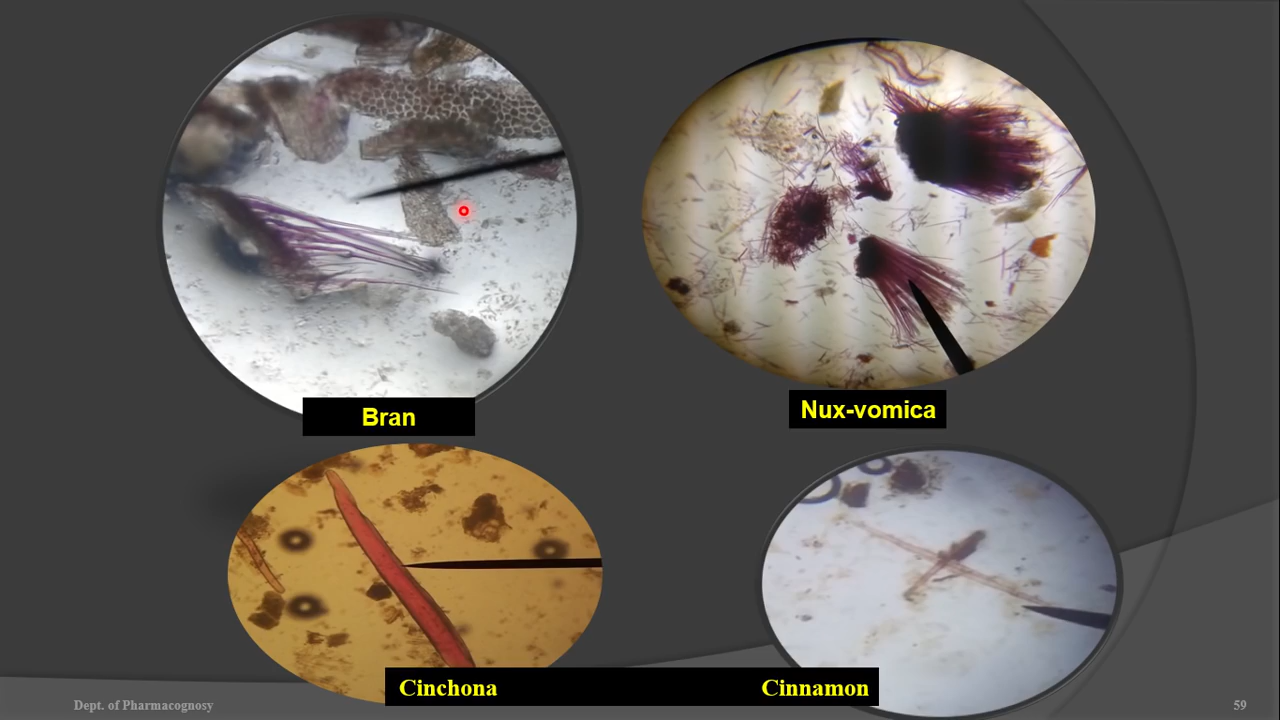 Bran
Nux-vomica
Cinchona
Cinnamon
Dept. of Pharmacognosy
59